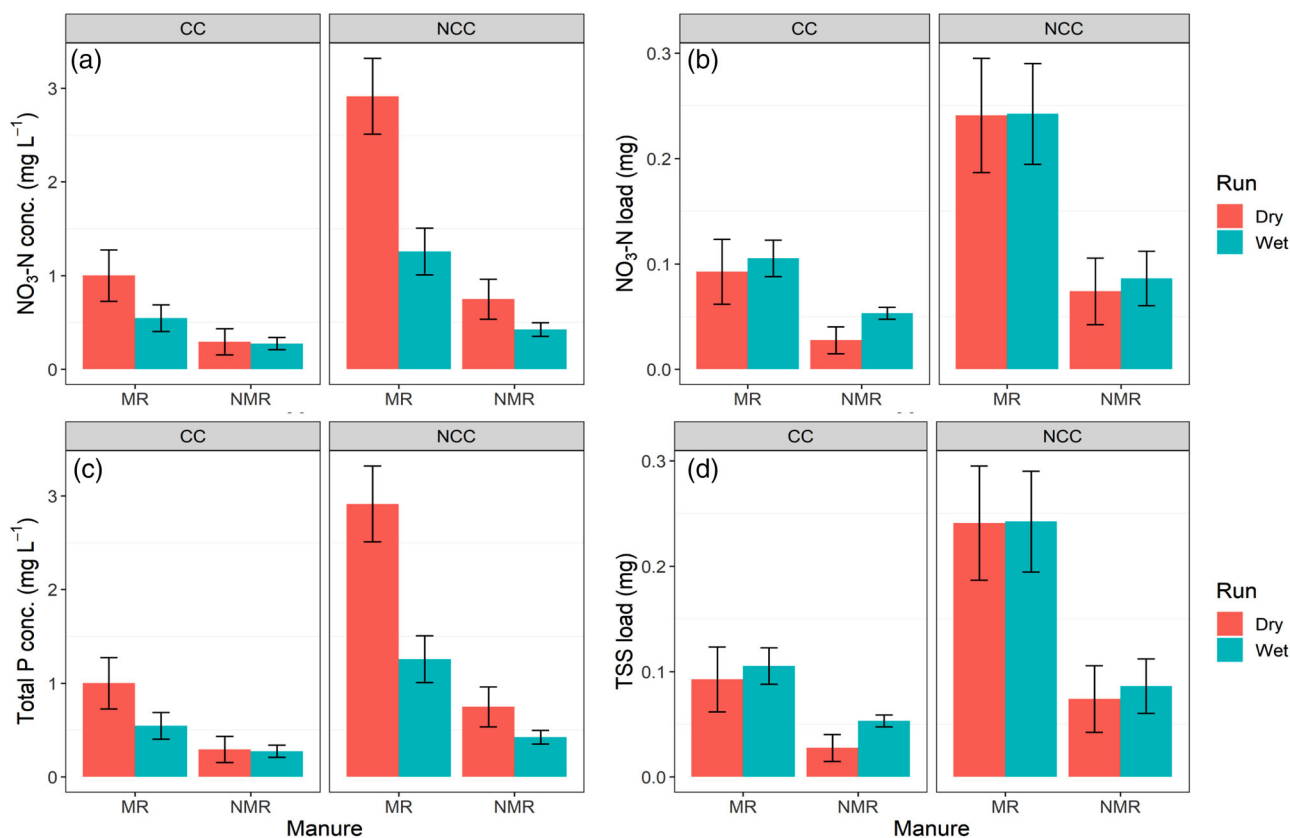 CC NCC
(a)
NO₃-N conc. (mg L⁻¹)
3
2
1
0
MR NMR MR NMR
CC NCC
(b)
NO₃-N load (mg)
0.3
0.2
0.1
0.0
MR NMR MR NMR
Run
Dry
Wet
CC NCC
(c)
Total P conc. (mg L⁻¹)
3
2
1
0
MR NMR MR NMR
Manure
CC NCC
(d)
TSS load (mg)
0.3
0.2
0.1
0.0
MR NMR MR NMR
Manure
Run
Dry
Wet